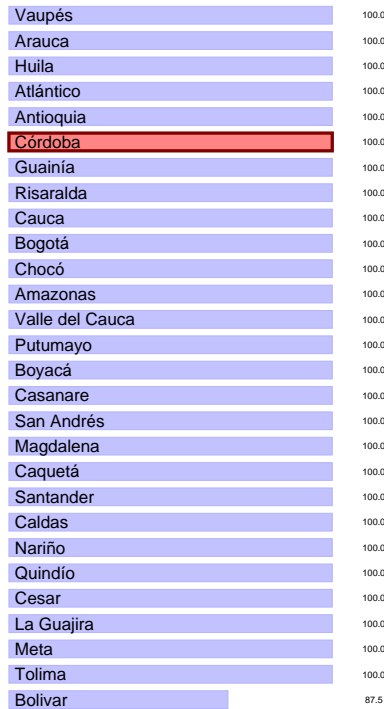 Vaupés 100.0
Arauca 100.0
Huila 100.0
Atlántico 100.0
Antioquia 100.0
Córdoba 100.0
Guainía 100.0
Risaralda 100.0
Cauca 100.0
Bogotá 100.0
Chocó 100.0
Amazonas 100.0
Valle del Cauca 100.0
Putumayo 100.0
Boyacá 100.0
Casanare 100.0
San Andrés 100.0
Magdalena 100.0
Caquetá 100.0
Santander 100.0
Caldas 100.0
Nariño 100.0
Quindío 100.0
Cesar 100.0
La Guajira 100.0
Meta 100.0
Tolima 100.0
Bolivar 87.5